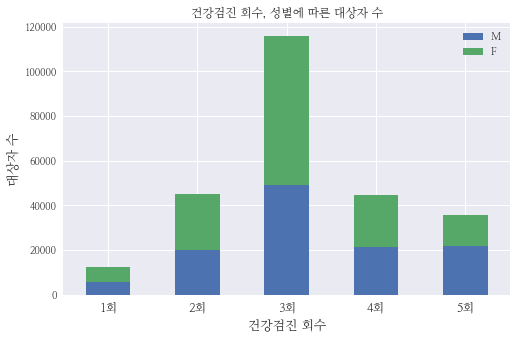 건강검진 회수, 성별에 따른 대상자 수
M
F
120000
100000
80000
60000
40000
20000
0
대상자 수
1회 2회 3회 4회 5회
건강검진 회수